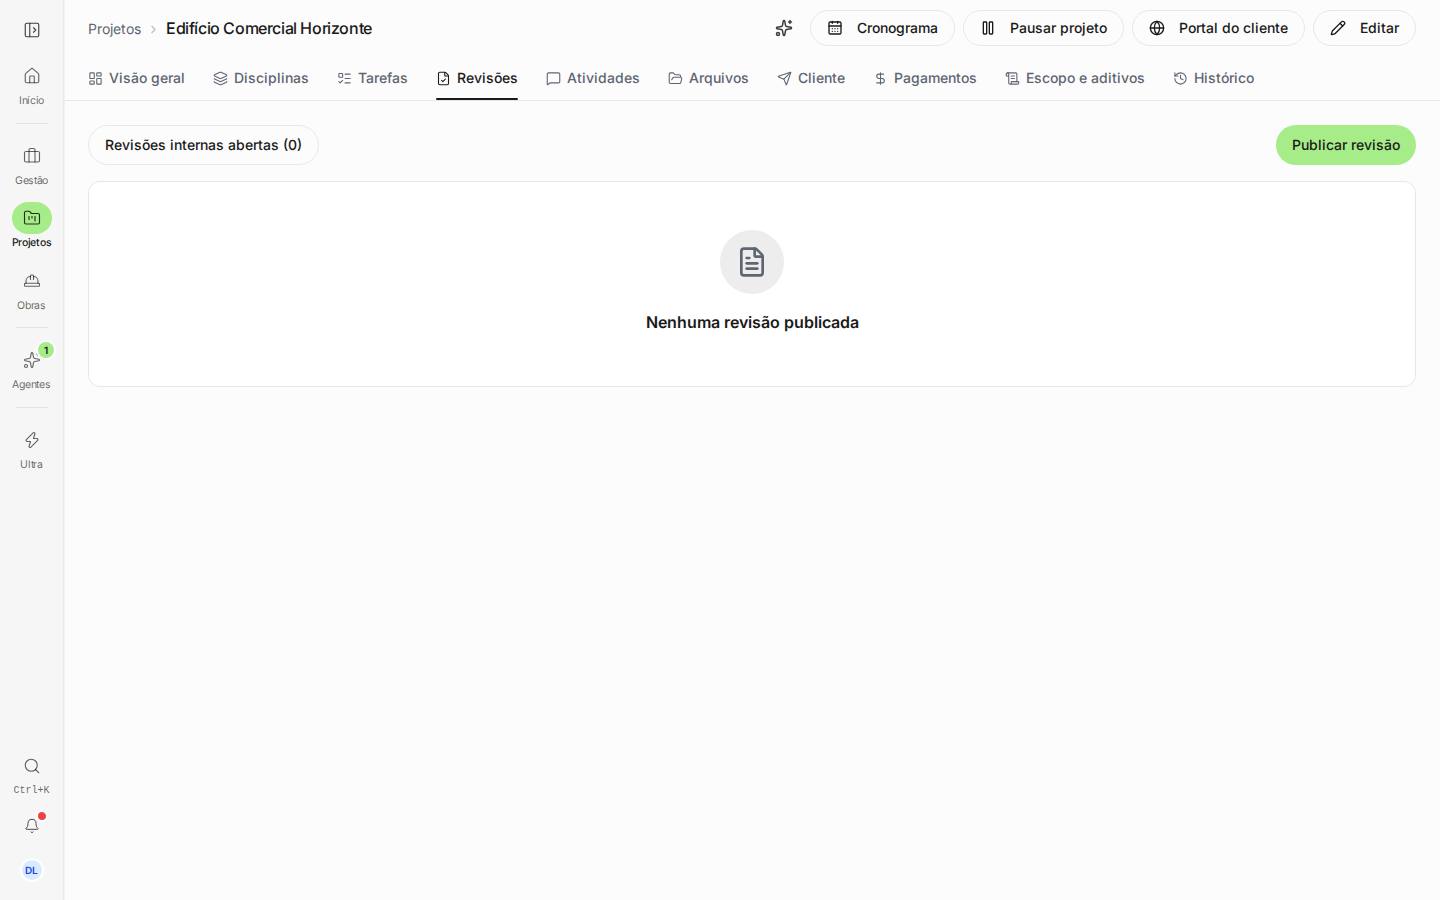 Projetos
Edifício Comercial Horizonte
Cronograma
Pausar projeto
Portal do cliente
Editar
Início
Gestão
Projetos
Obras
1
Agentes
Ultra
Ctrl+K
DL
Visão geral
Disciplinas
Tarefas
Revisões
Atividades
Arquivos
Cliente
Pagamentos
Escopo e aditivos
Histórico
Revisões internas abertas (0)
Publicar revisão
Nenhuma revisão publicada